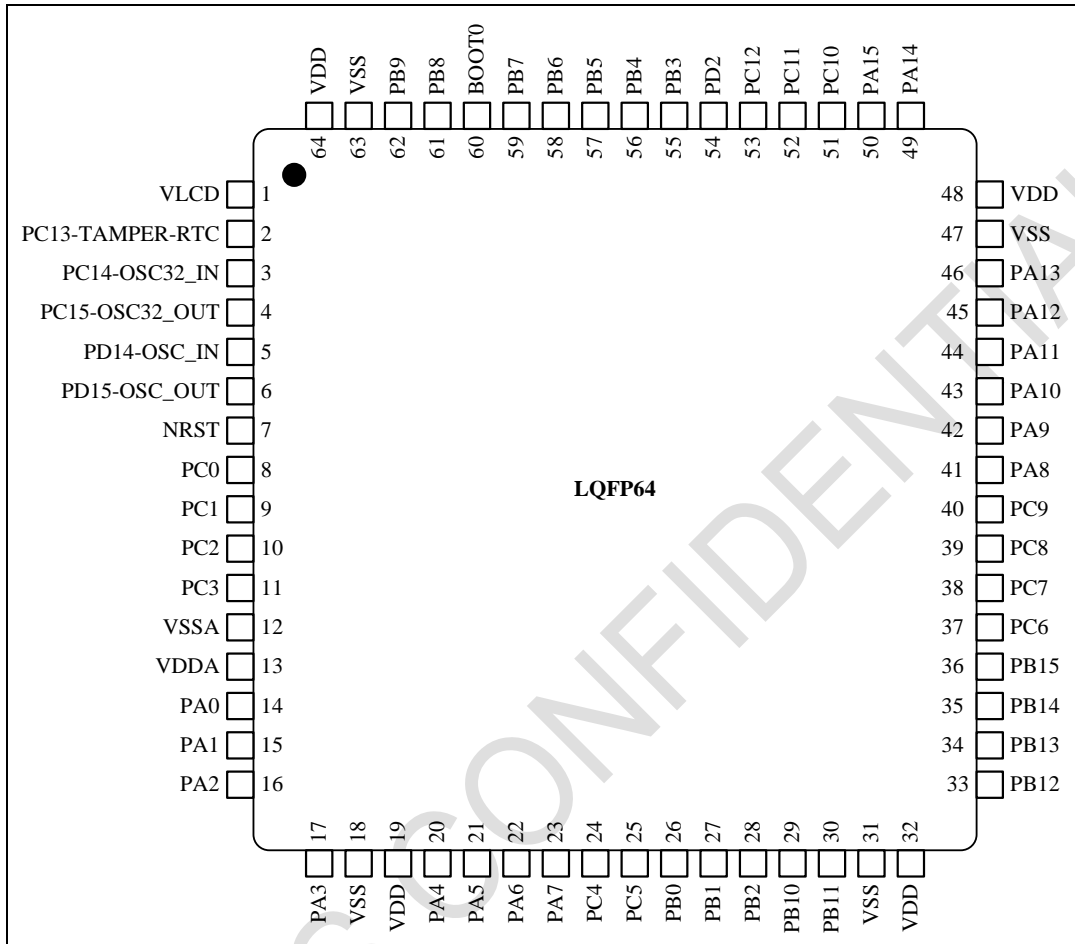 VDD VSS PB9 PB8 BOOT0 PB7 PB6 PB5 PB4 PB3 PD2 PC12 PC11 PC10 PA15 PA14
64 63 62 61 60 59 58 57 56 55 54 53 52 51 50 49
VLCD 1 48 VDD
PC13-TAMPER-RTC 2 47 VSS
PC14-OSC32_IN 3 46 PA13
PC15-OSC32_OUT 4 45 PA12
PD14-OSC_IN 5 44 PA11
PD15-OSC_OUT 6 43 PA10
NRST 7 42 PA9
PC0 8 41 PA8
LQFP64
PC1 9 40 PC9
PC2 10 39 PC8
PC3 11 38 PC7
VSSA 12 37 PC6
VDDA 13 36 PB15
PA0 14 35 PB14
PA1 15 34 PB13
PA2 16 33 PB12
17 18 19 20 21 22 23 24 25 26 27 28 29 30 31 32
PA3 VSS VDD PA4 PA5 PA6 PA7 PC4 PC5 PB0 PB1 PB2 PB10 PB11 VSS VDD
CONFIDENTIAL